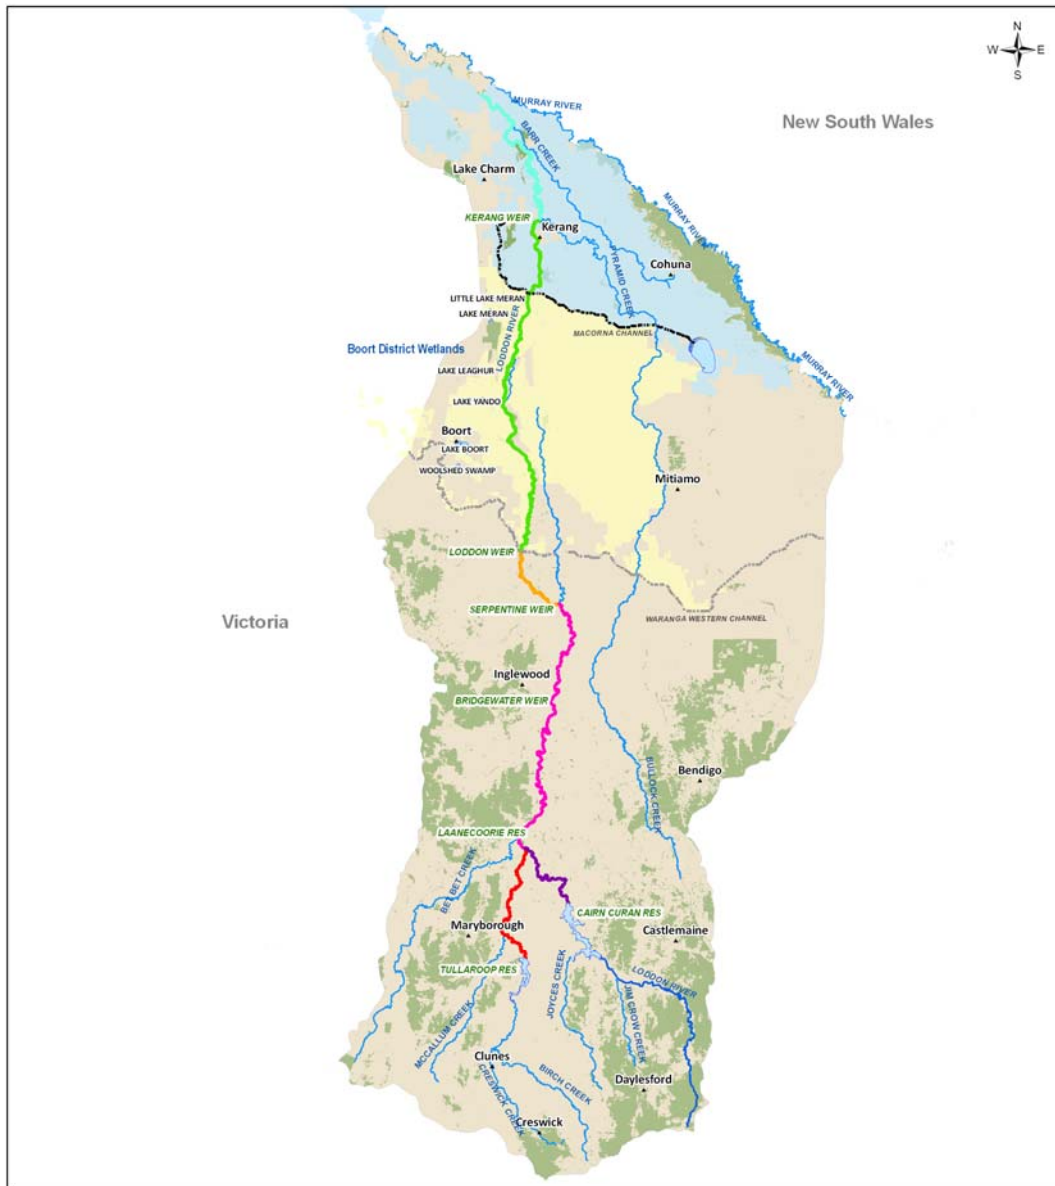 N
W E
S
MURRAY RIVER
New South Wales
BARR CREEK
Lake Charm
MURRAY RIVER
KERANG WEIR
Kerang
PYRAMID CREEK
Cohuna
LITTLE LAKE MERAN
LAKE MERAN
LODDON RIVER
MACORNA CHANNEL
Boort District Wetlands
MURRAY RIVER
LAKE LEAGHUR
LAKE YANDO
Boort
LAKE BOORT
WOOLSHED SWAMP
Mitiamo
LODDON WEIR
SERPENTINE WEIR
WARANGA WESTERN CHANNEL
Victoria
Inglewood
BRIDGEWATER WEIR
Bendigo
BULLOCK CREEK
LAANECOORIE RES
BET BET CREEK
CAIRN CURAN RES
Maryborough
Castlemaine
TULLAROOP RES
LODDON RIVER
JOYCES CREEK
JIM CROW CREEK
MCCALLUM CREEK
Clunes
BIRCH CREEK
Daylesford
CRESWICK CREEK
Creswick